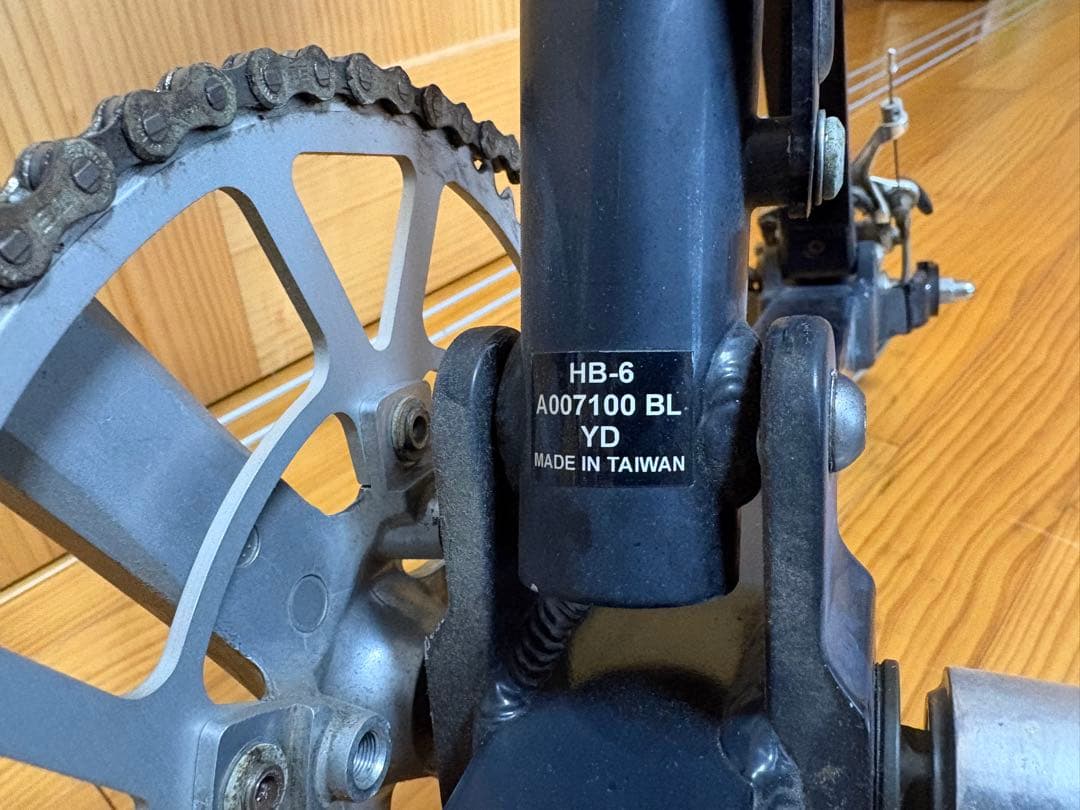 HB-6
A007100 BL
YD
MADE IN TAIWAN